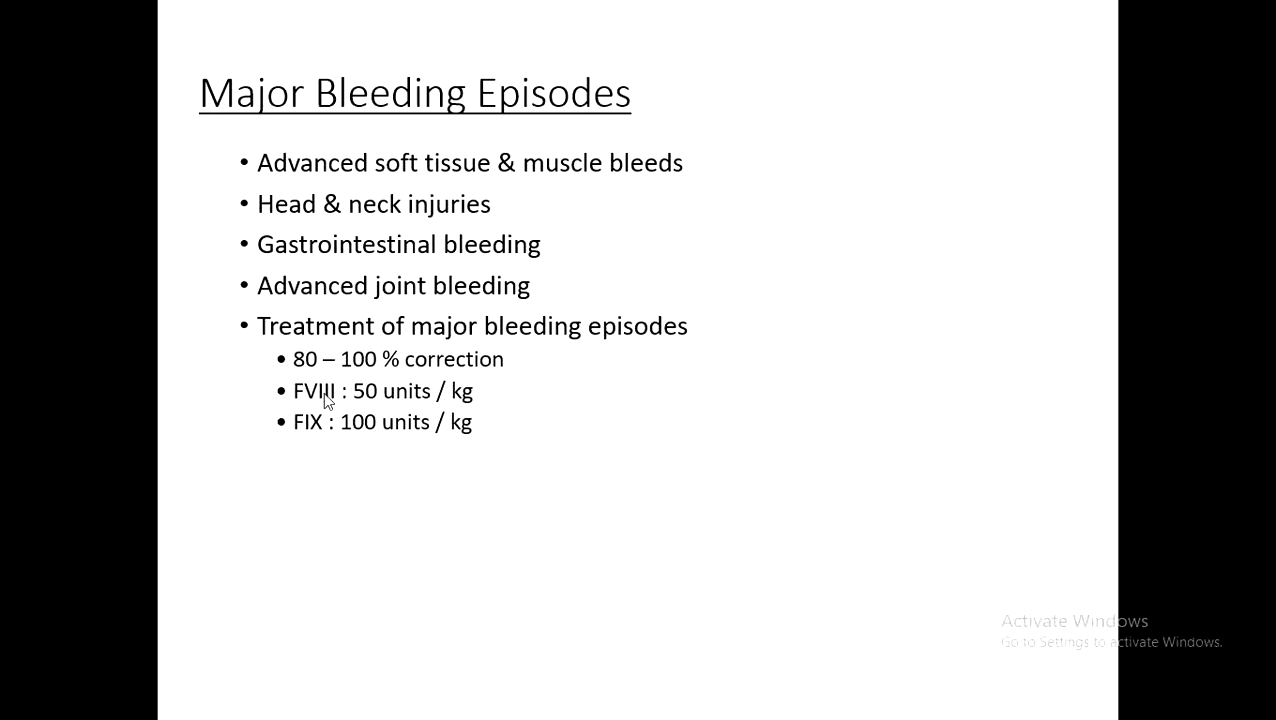 Major Bleeding Episodes
• Advanced soft tissue & muscle bleeds
• Head & neck injuries
• Gastrointestinal bleeding
• Advanced joint bleeding
• Treatment of major bleeding episodes
• 80 – 100 % correction
• FVIII : 50 units / kg
• FIX : 100 units / kg
Activate Windows
Go to Settings to activate Windows.